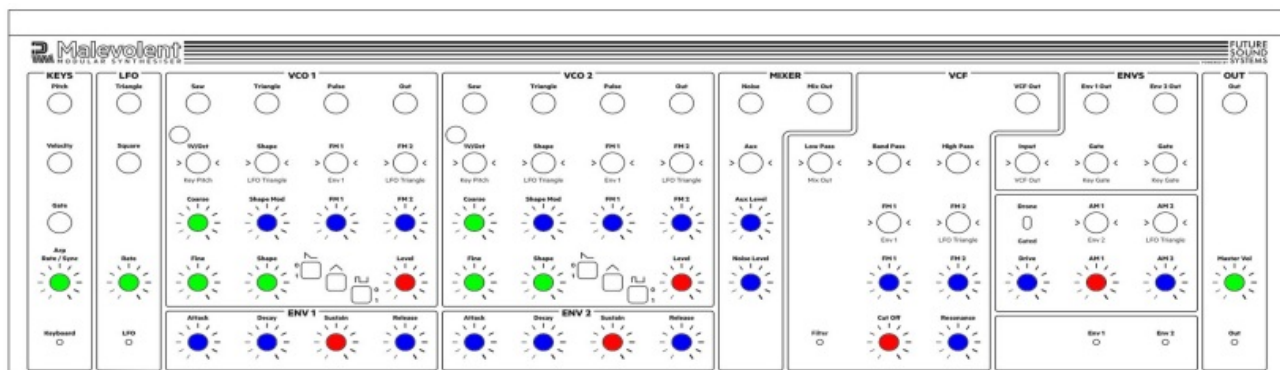 Malevolent
MODULAR SYNTHESISER
FUTURE
SOUND
SYSTEMS
KEYS LFO VCO 1 VCO 2 MIXER VCF ENVS OUT
Pitch Triangle Saw Triangle Pulse Out Saw Triangle Pulse Out Noise Mix Out VCF Out Env 1 Out Env 2 Out Out
Velocity Square 1V/Oct Shape FM 1 FM 2 1V/Oct Shape FM 1 FM 2 Aux Low Pass Band Pass High Pass Input Gate Gate
Key Pitch LFO Triangle Env 1 LFO Triangle Key Pitch LFO Triangle Env 1 LFO Triangle Mix Out VCF Out Key Gate Key Gate
Gate Coarse Shape Mod FM 1 FM 2 Coarse Shape Mod FM 1 FM 2 Aux Level FM 1 FM 2 Drone AM 1 AM 2
Env 1 LFO Triangle Gated Env 2 LFO Triangle
Arp
Rate / Sync Rate Fine Shape Level Fine Shape Level Noise Level FM 1 FM 2 Drive AM 1 AM 2 Master Vol
0 0
1 1
0 0
1 1
ENV 1 ENV 2
Keyboard LFO Attack Decay Sustain Release Attack Decay Sustain Release Filter Cut Off Resonance Env 1 Env 2 Out